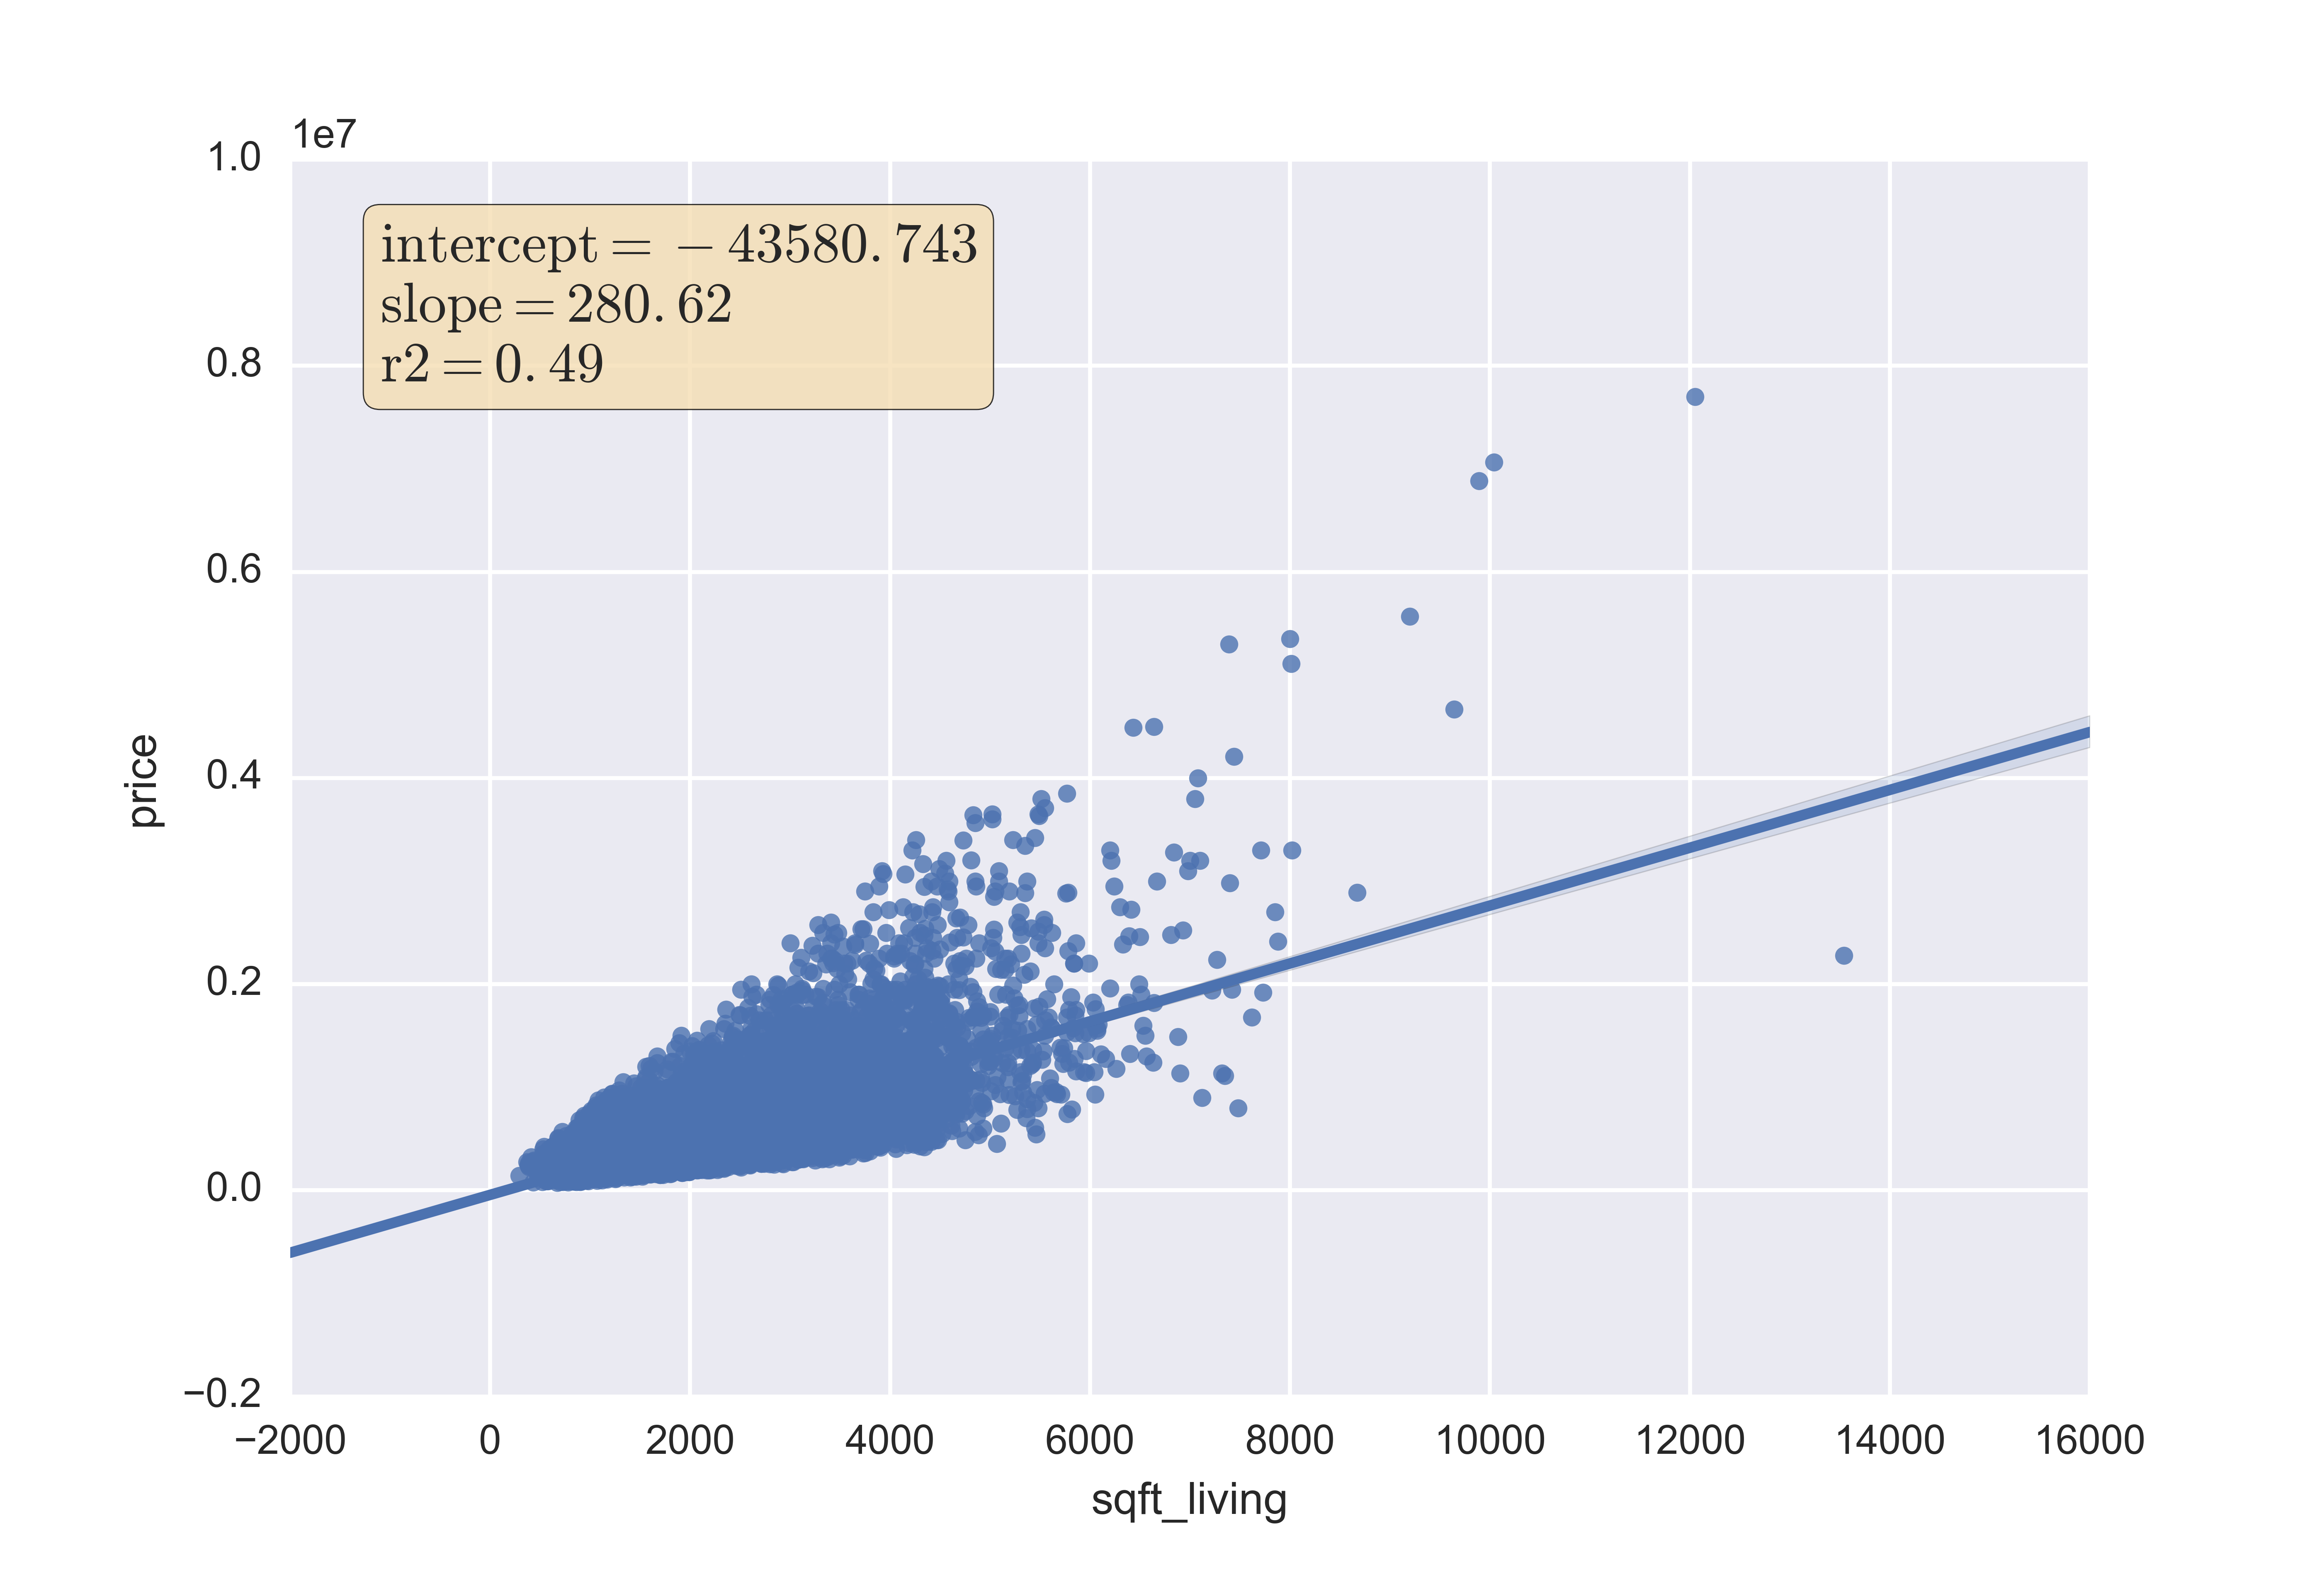 1e7
1.0
intercept = −43580.743
slope = 280.62
r2 = 0.49
0.8
0.6
0.4
0.2
0.0
−0.2
price
−2000 0 2000 4000 6000 8000 10000 12000 14000 16000
sqft_living